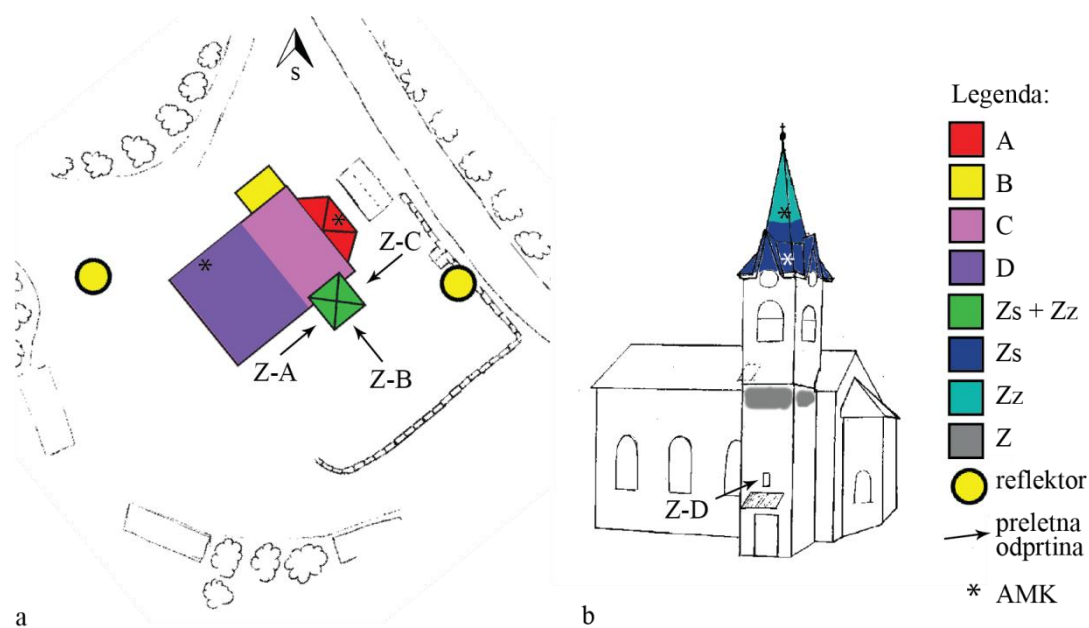 S
Z-C
Z-A
Z-B
a
Z-D
b
Legenda:
A
B
C
D
Zs + Zz
Zs
Zz
Z
reflektor
preletna
odprtina
* AMK